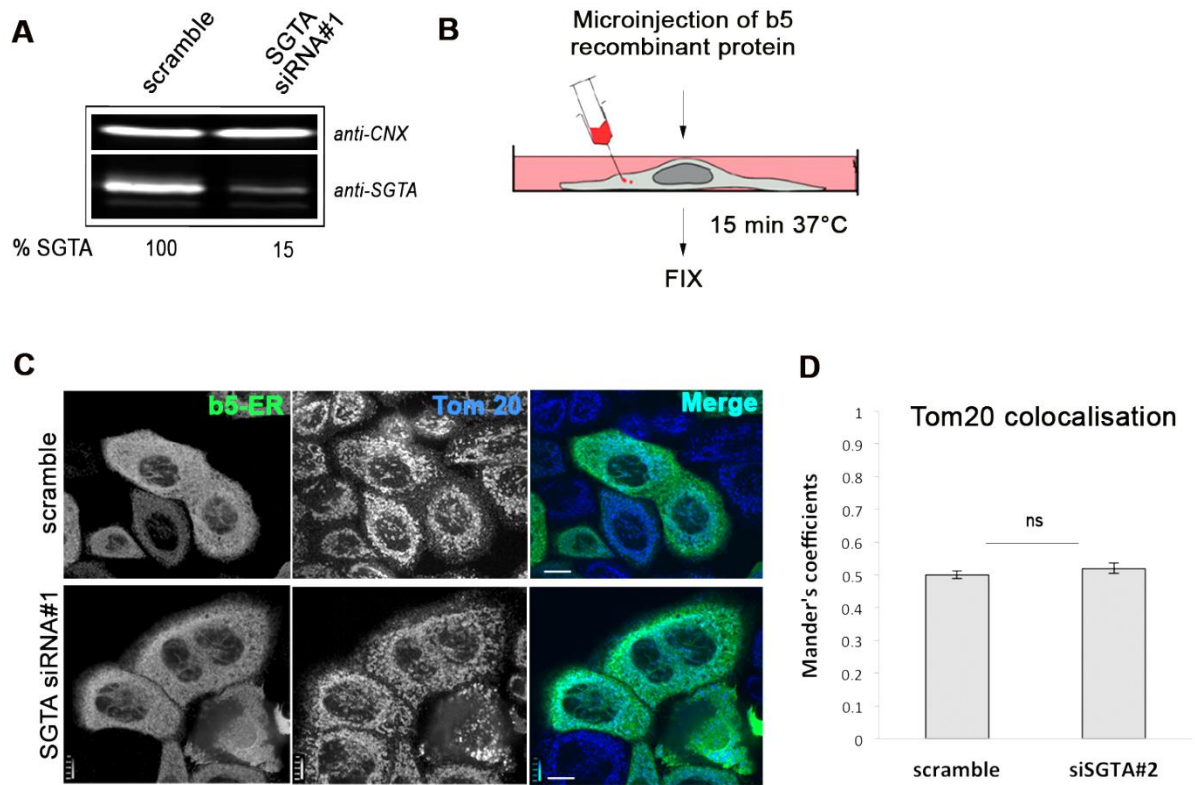 A
scramble
SGTA
siRNA#1
anti-CNX
anti-SGTA
% SGTA 100 15
B
Microinjection of b5
recombinant protein
15 min 37°C
FIX
C
b5-ER
Tom 20
Merge
scramble
SGTA siRNA#1
D
Tom20 colocalisation
Mander's coefficients
1
0.9
0.8
0.7
0.6
0.5
0.4
0.3
0.2
0.1
0
ns
scramble
siSGTA#2